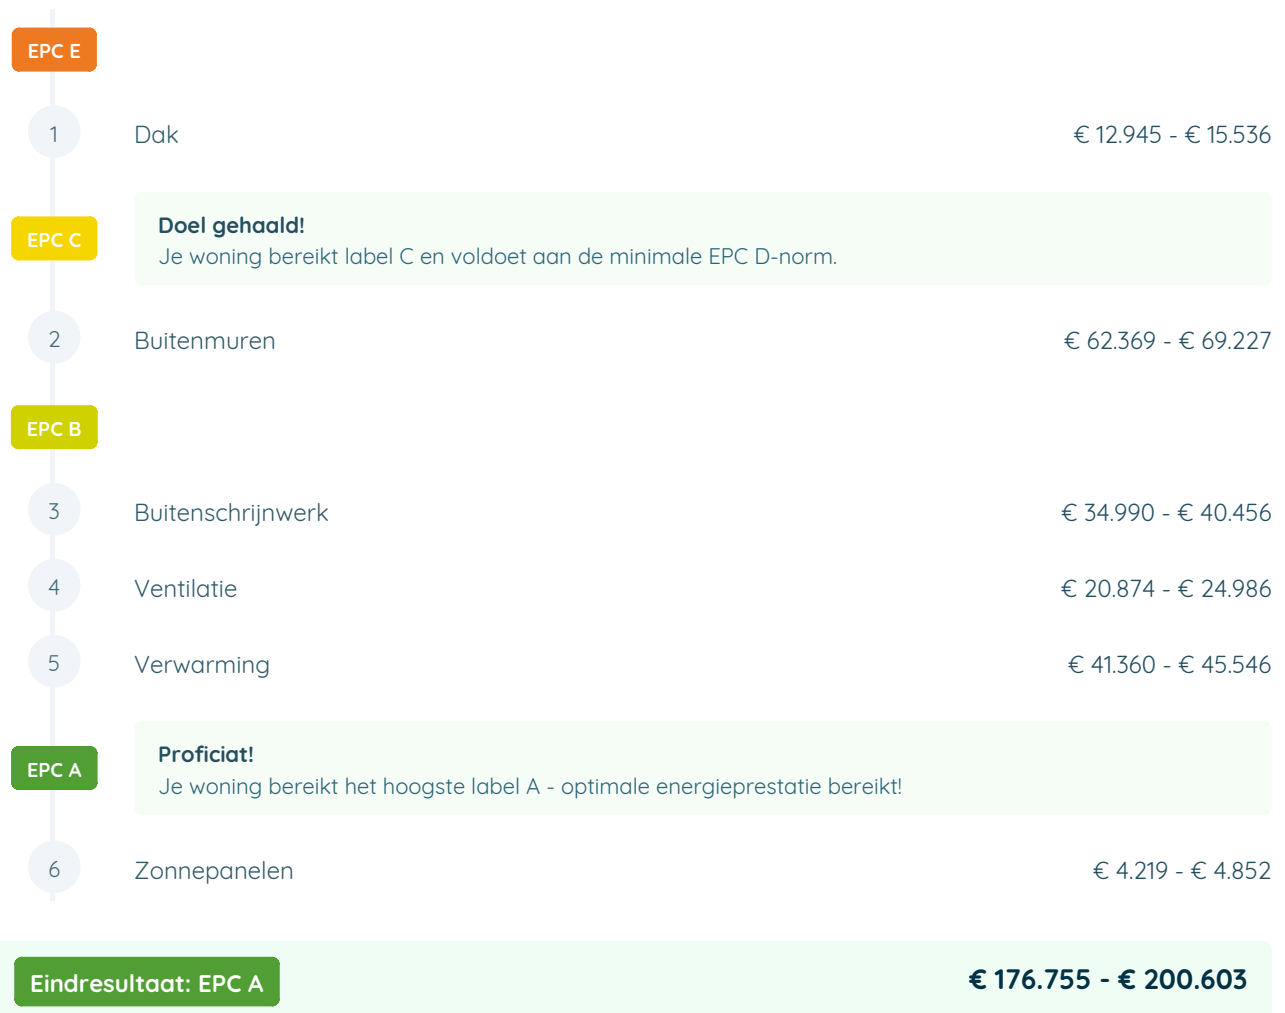 EPC E
1 Dak € 12.945 - € 15.536
Doel gehaald!
EPC C
Je woning bereikt label C en voldoet aan de minimale EPC D-norm.
2 Buitenmuren € 62.369 - € 69.227
EPC B
3 Buitenschrijnwerk € 34.990 - € 40.456
4 Ventilatie € 20.874 - € 24.986
5 Verwarming € 41.360 - € 45.546
Proficiat!
EPC A
Je woning bereikt het hoogste label A - optimale energieprestatie bereikt!
6 Zonnepanelen € 4.219 - € 4.852
Eindresultaat: EPC A € 176.755 - € 200.603